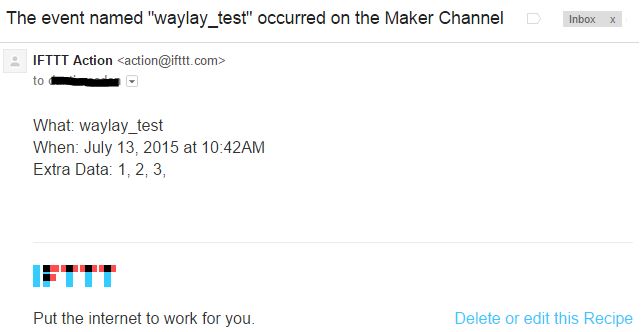 The event named "waylay_test" occurred on the Maker Channel
Inbox x
IFTTT Action <action@ifttt.com>
to
What: waylay_test
When: July 13, 2015 at 10:42AM
Extra Data: 1, 2, 3,
IFTTT
Put the internet to work for you.
Delete or edit this Recipe